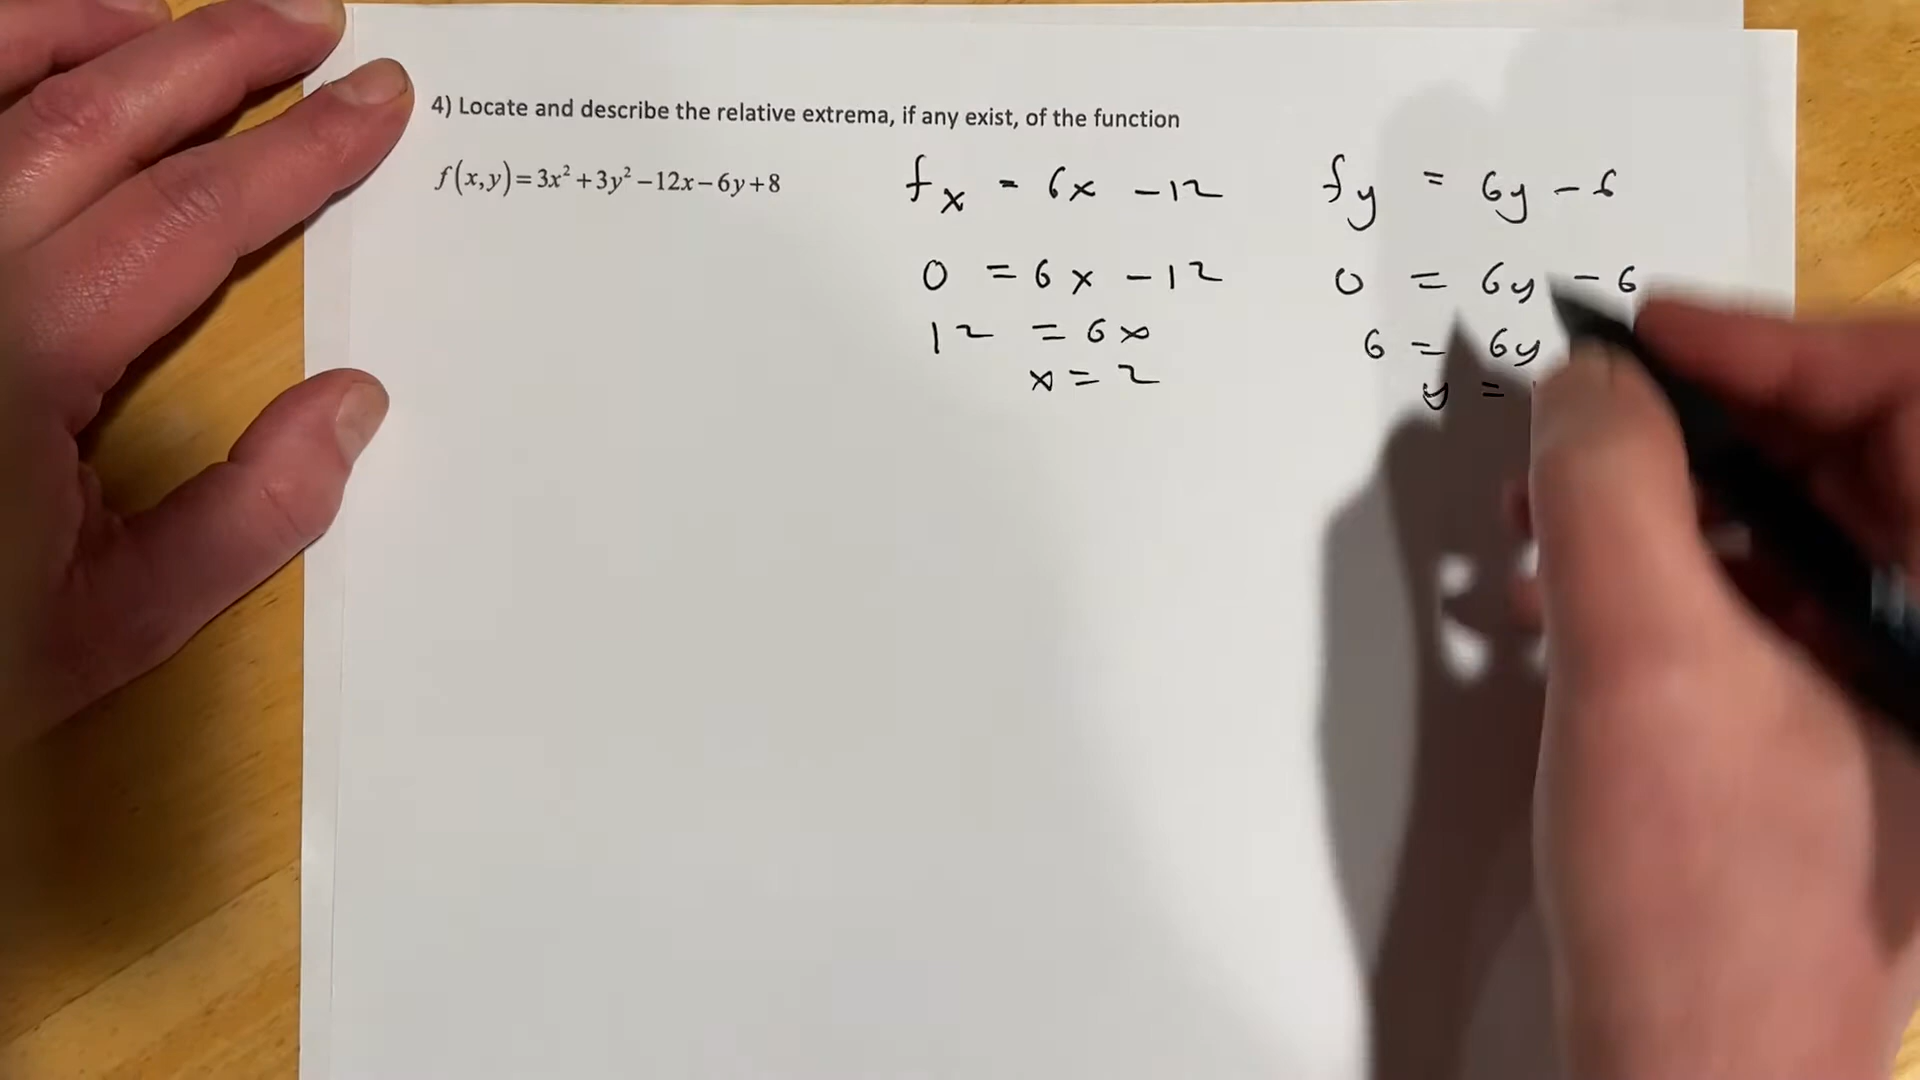 4) Locate and describe the relative extrema, if any exist, of the function
f(x,y)=3x²+3y²−12x−6y+8
fx = 6x −12
0 = 6x −12
12 = 6x
x = 2
fy = 6y − 6
0 = 6y − 6
6 = 6y
y =